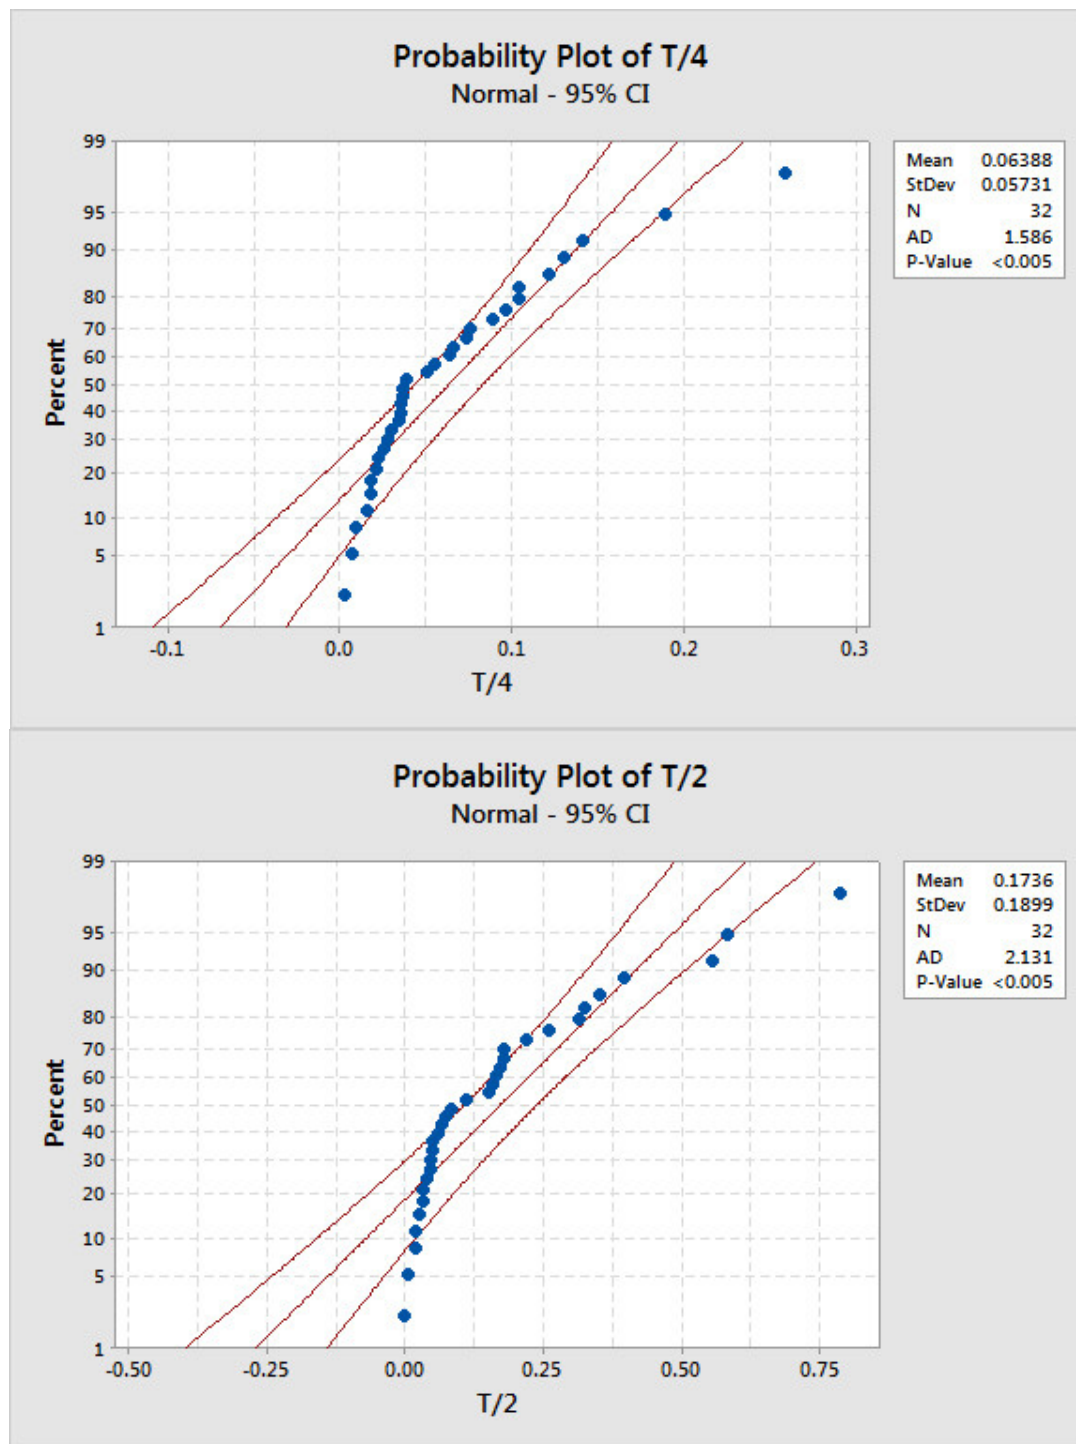 Probability Plot of T/4
Normal - 95% CI
Mean 0.06388
StDev 0.05731
N 32
AD 1.586
P-Value <0.005
Percent
99
95
90
80
70
60
50
40
30
20
10
5
1
-0.1 0.0 0.1 0.2 0.3
T/4
Probability Plot of T/2
Normal - 95% CI
Mean 0.1736
StDev 0.1899
N 32
AD 2.131
P-Value <0.005
Percent
99
95
90
80
70
60
50
40
30
20
10
5
1
-0.50 -0.25 0.00 0.25 0.50 0.75
T/2